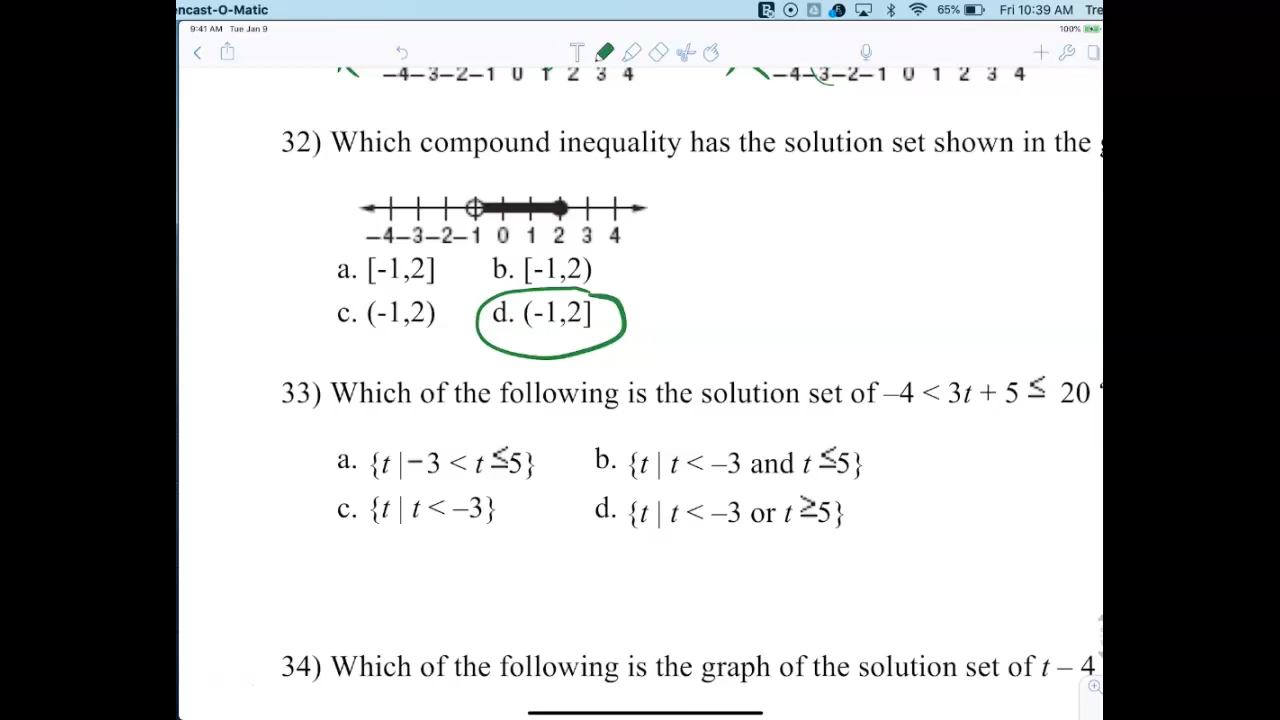 encast-O-Matic 65% Fri 10:39 AM Tre
9:41 AM Tue Jan 9 100%
T
-4-3-2-1 0 1 2 3 4 -4-3-2-1 0 1 2 3 4
32) Which compound inequality has the solution set shown in the
-4-3-2-1 0 1 2 3 4
a. [-1,2] b. [-1,2)
c. (-1,2) d. (-1,2]
33) Which of the following is the solution set of –4 < 3t + 5 ≤ 20
a. {t | −3 < t ≤5} b. {t | t < –3 and t ≤5}
c. {t | t < –3} d. {t | t < –3 or t ≥5}
34) Which of the following is the graph of the solution set of t – 4